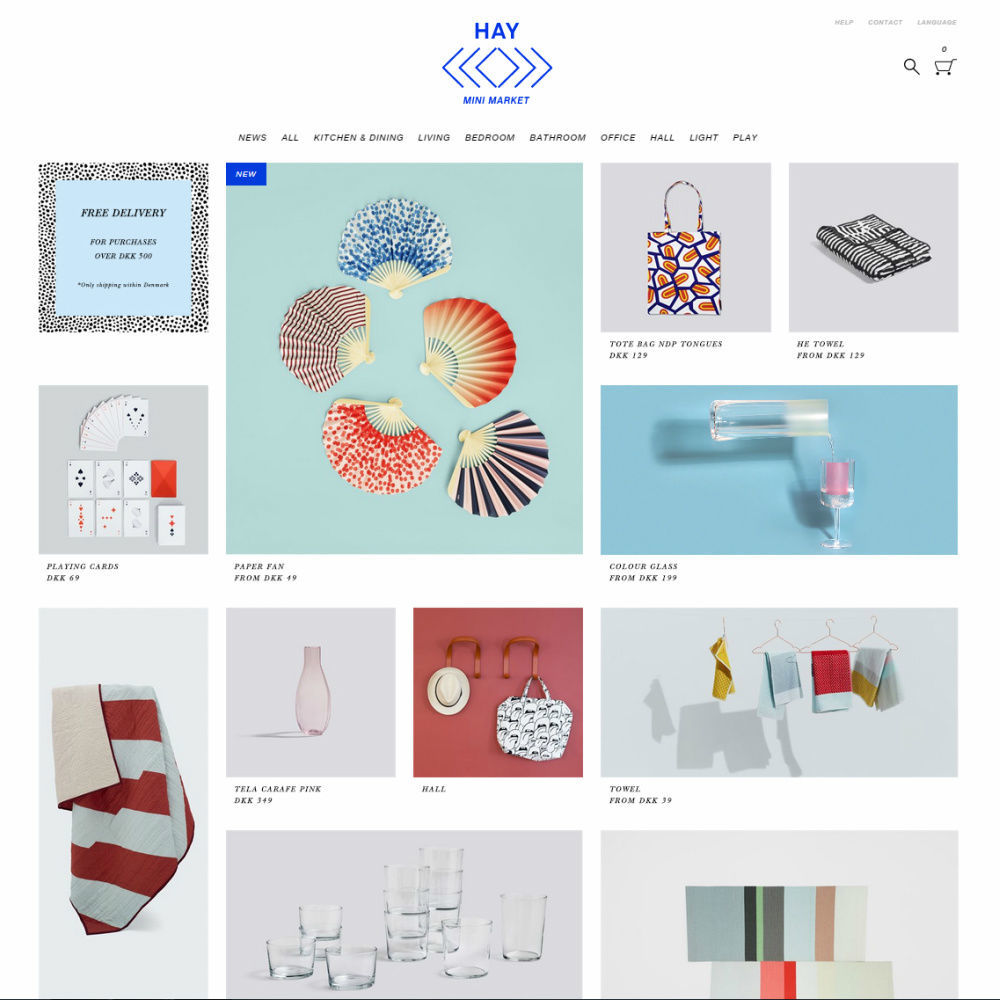 HELP CONTACT LANGUAGE
HAY
0
MINI MARKET
NEWS ALL KITCHEN & DINING LIVING BEDROOM BATHROOM OFFICE HALL LIGHT PLAY
FREE DELIVERY
FOR PURCHASES
OVER DKK 500
*Only shipping within Denmark
NEW
TOTE BAG NDP TONGUES
DKK 129
HE TOWEL
FROM DKK 129
PLAYING CARDS
DKK 69
PAPER FAN
FROM DKK 49
COLOUR GLASS
FROM DKK 199
TELA CARAFE PINK
DKK 349
HALL
TOWEL
FROM DKK 39